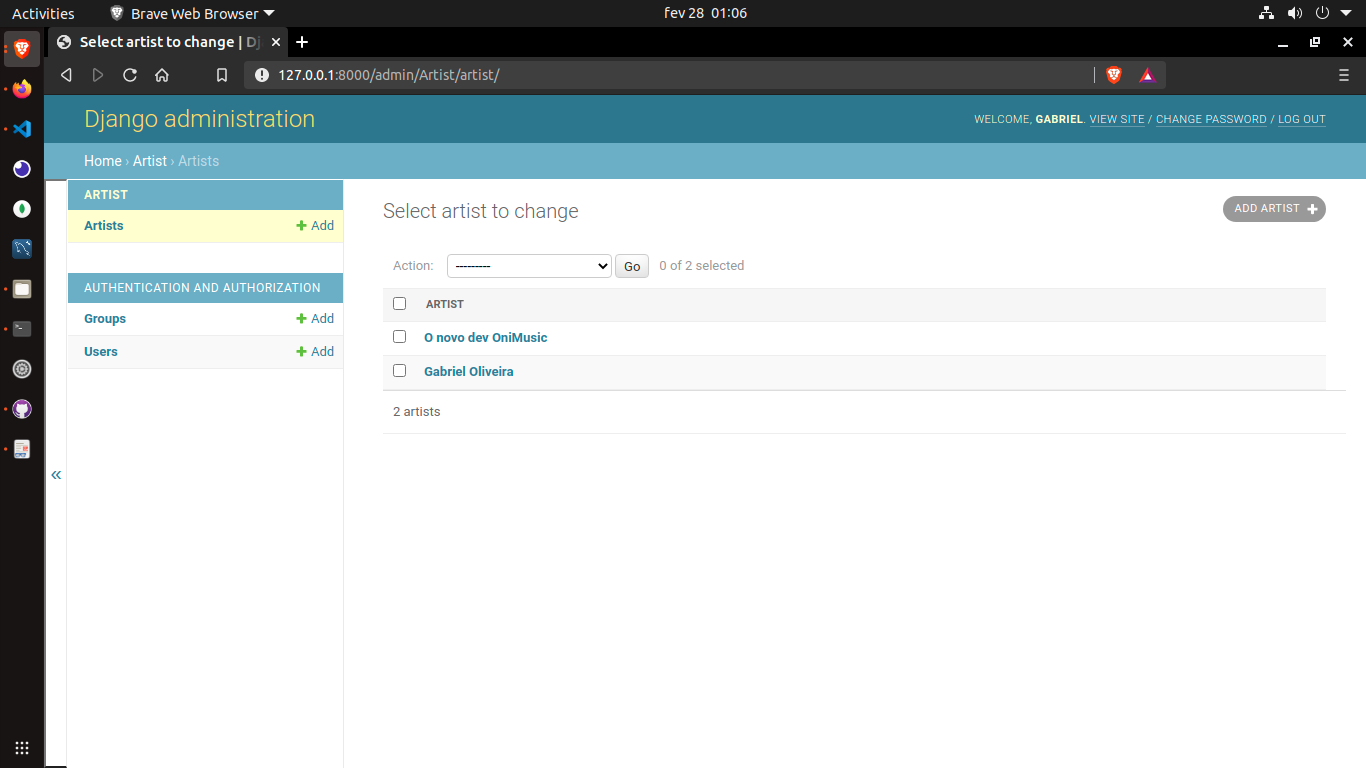 Activities Brave Web Browser fev 28 01:06
Select artist to change | Dj
127.0.0.1:8000/admin/Artist/artist/
Django administration
WELCOME, GABRIEL. VIEW SITE / CHANGE PASSWORD / LOG OUT
Home › Artist › Artists
ARTIST
Artists + Add
AUTHENTICATION AND AUTHORIZATION
Groups + Add
Users + Add
«
Select artist to change
ADD ARTIST +
Action: --------- Go 0 of 2 selected
ARTIST
O novo dev OniMusic
Gabriel Oliveira
2 artists